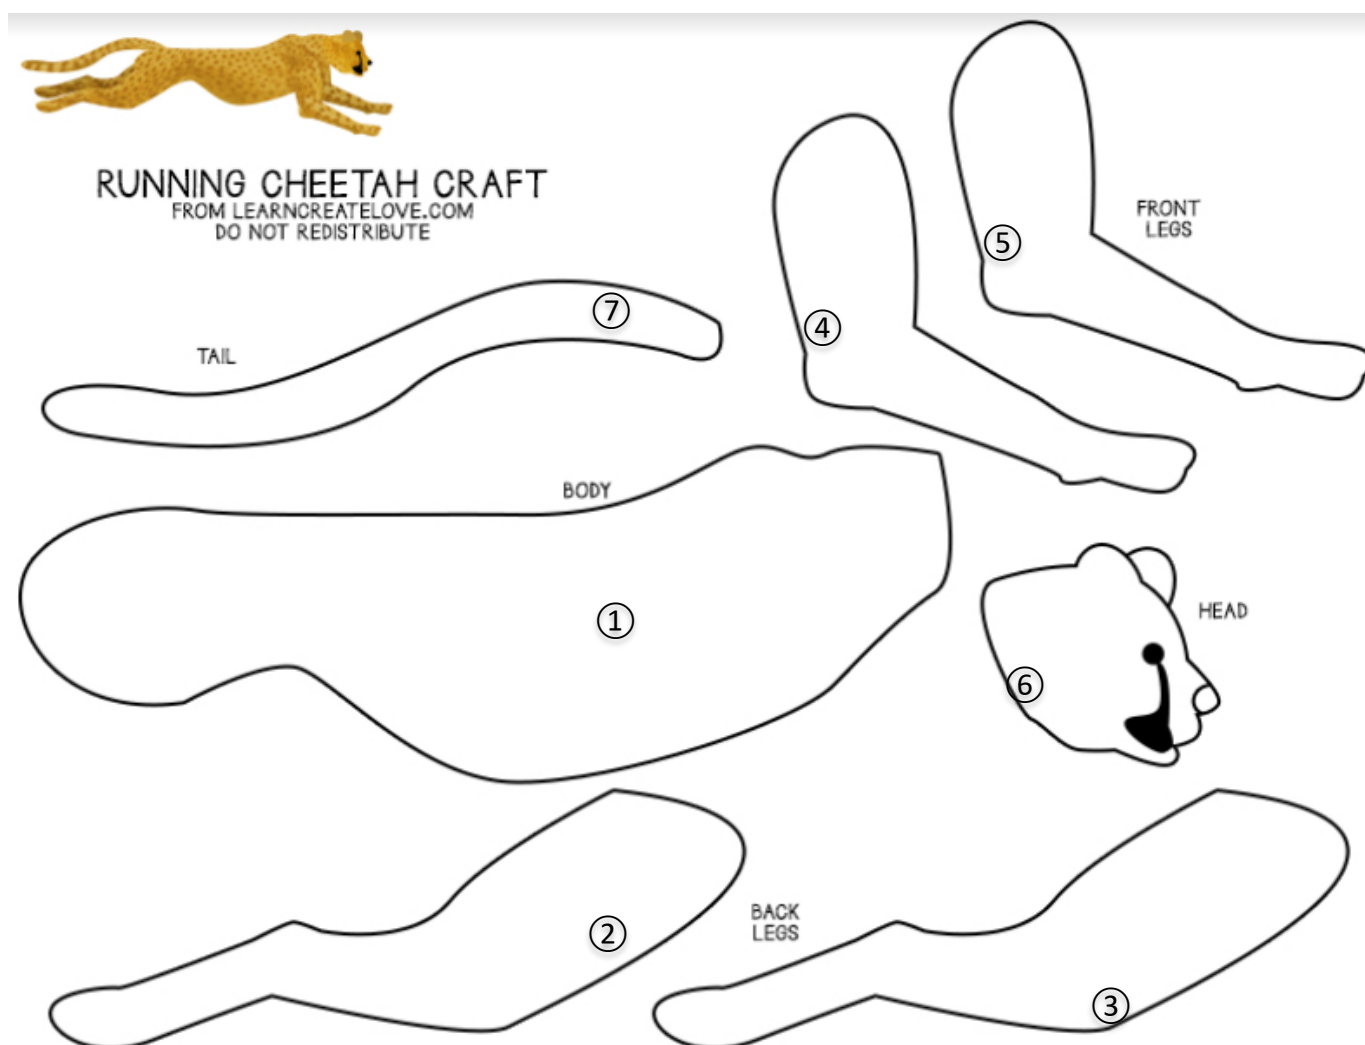 RUNNING CHEETAH CRAFT
FROM LEARNCREATELOVE.COM
DO NOT REDISTRIBUTE
5
FRONT
LEGS
7
4
TAIL
BODY
1
HEAD
6
2
BACK
LEGS
3